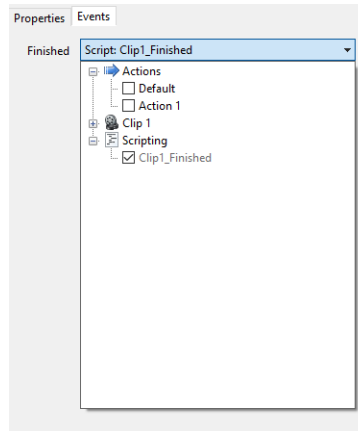 Properties Events
Finished Script: Clip1_Finished
Actions
Default
Action 1
Clip 1
Scripting
Clip1_Finished